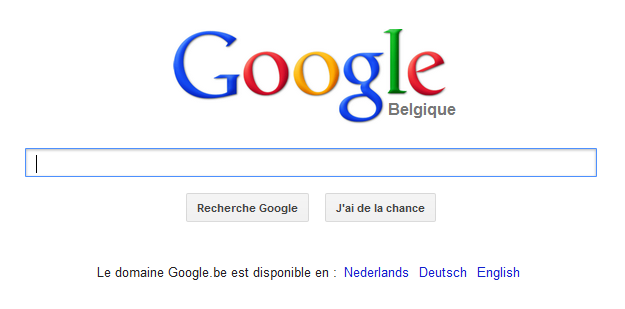 Google
Belgique
Recherche Google J'ai de la chance
Le domaine Google.be est disponible en : Nederlands Deutsch English